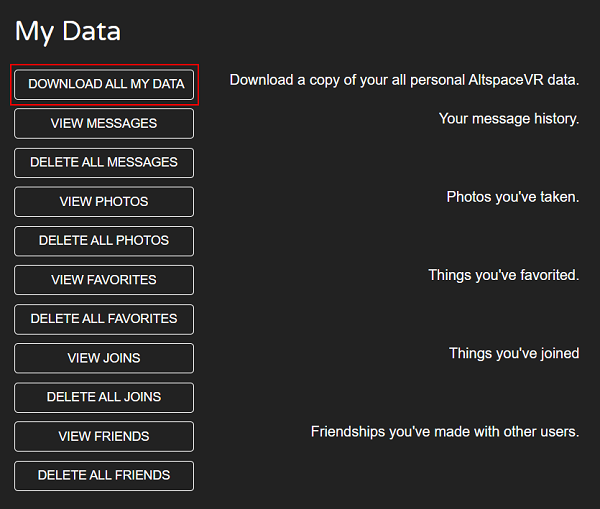 My Data
DOWNLOAD ALL MY DATA Download a copy of your all personal AltspaceVR data.
VIEW MESSAGES Your message history.
DELETE ALL MESSAGES
VIEW PHOTOS Photos you've taken.
DELETE ALL PHOTOS
VIEW FAVORITES Things you've favorited.
DELETE ALL FAVORITES
VIEW JOINS Things you've joined
DELETE ALL JOINS
VIEW FRIENDS Friendships you've made with other users.
DELETE ALL FRIENDS